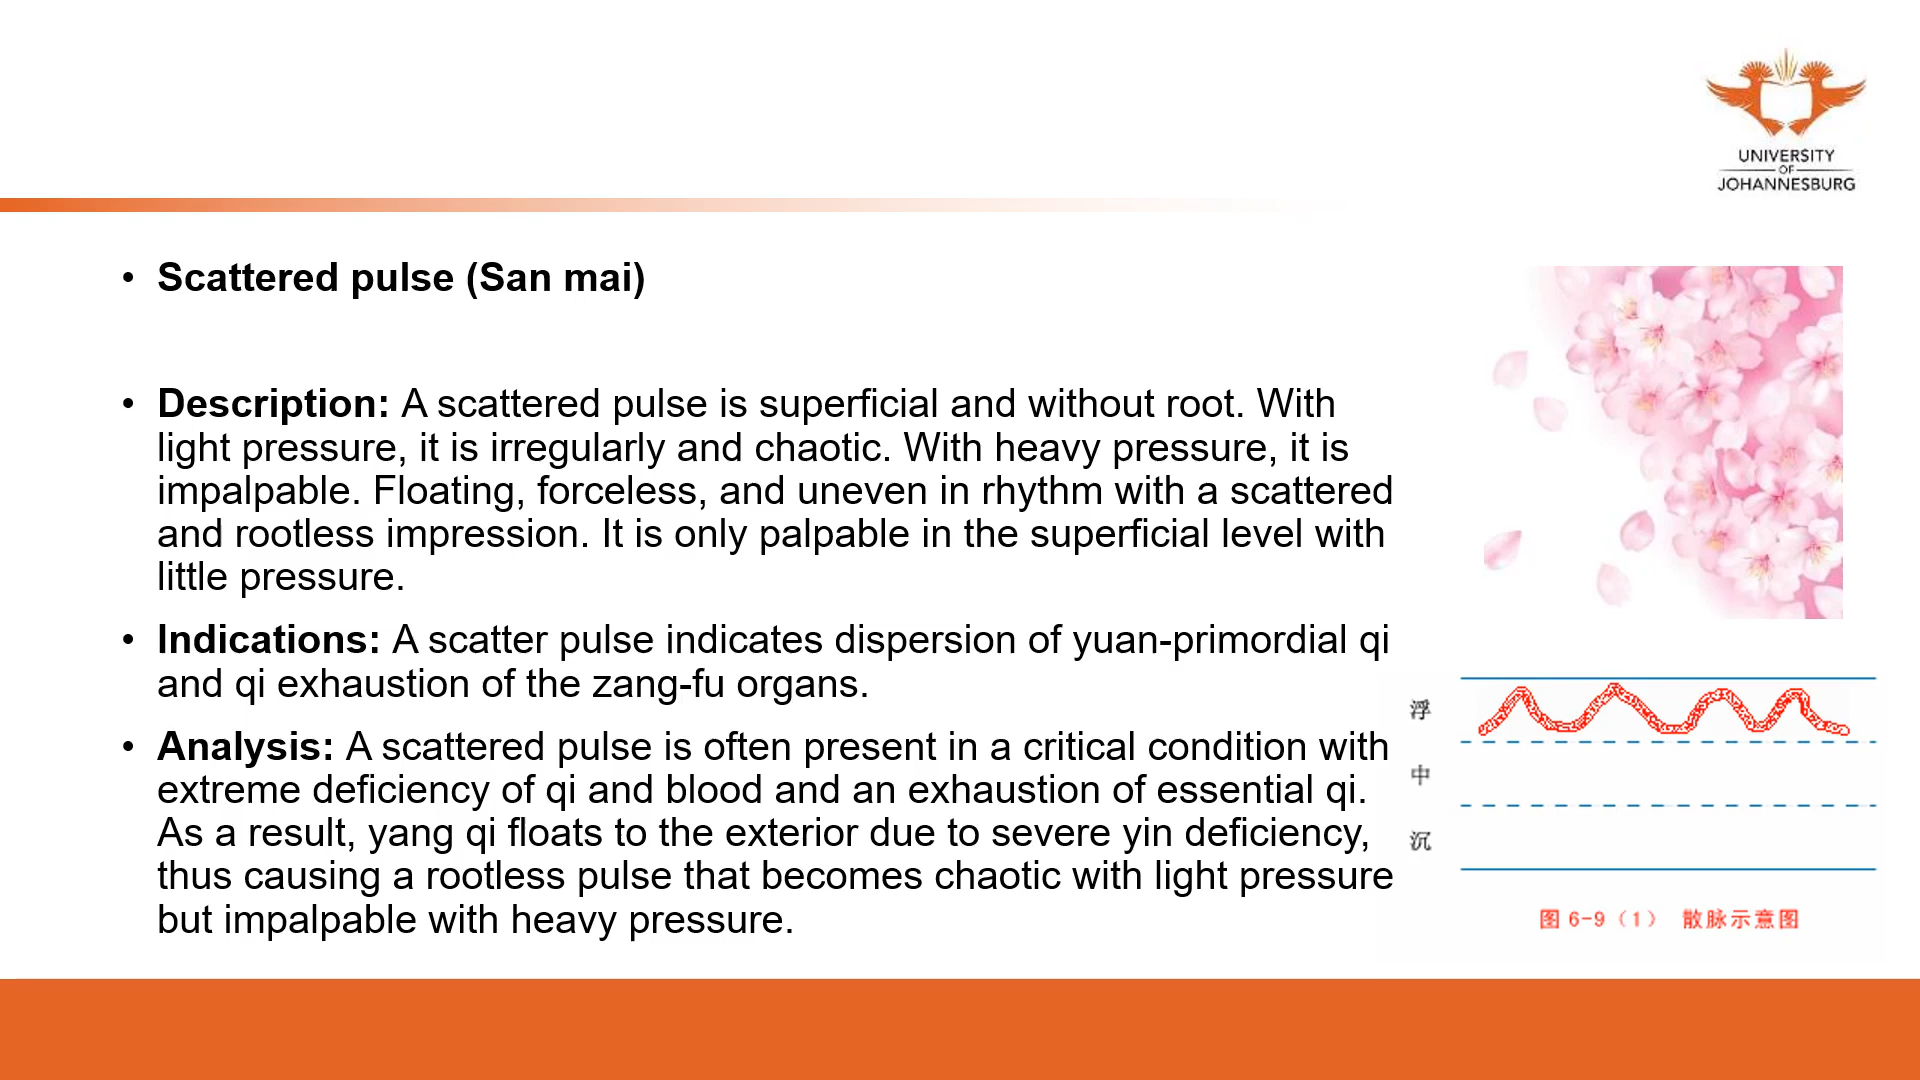 UNIVERSITY
OF
JOHANNESBURG
• Scattered pulse (San mai)
• Description: A scattered pulse is superficial and without root. With
light pressure, it is irregularly and chaotic. With heavy pressure, it is
impalpable. Floating, forceless, and uneven in rhythm with a scattered
and rootless impression. It is only palpable in the superficial level with
little pressure.
• Indications: A scatter pulse indicates dispersion of yuan-primordial qi
and qi exhaustion of the zang-fu organs.
• Analysis: A scattered pulse is often present in a critical condition with
extreme deficiency of qi and blood and an exhaustion of essential qi.
As a result, yang qi floats to the exterior due to severe yin deficiency,
thus causing a rootless pulse that becomes chaotic with light pressure
but impalpable with heavy pressure.
浮
中
沉
图 6-9（1） 散脉示意图